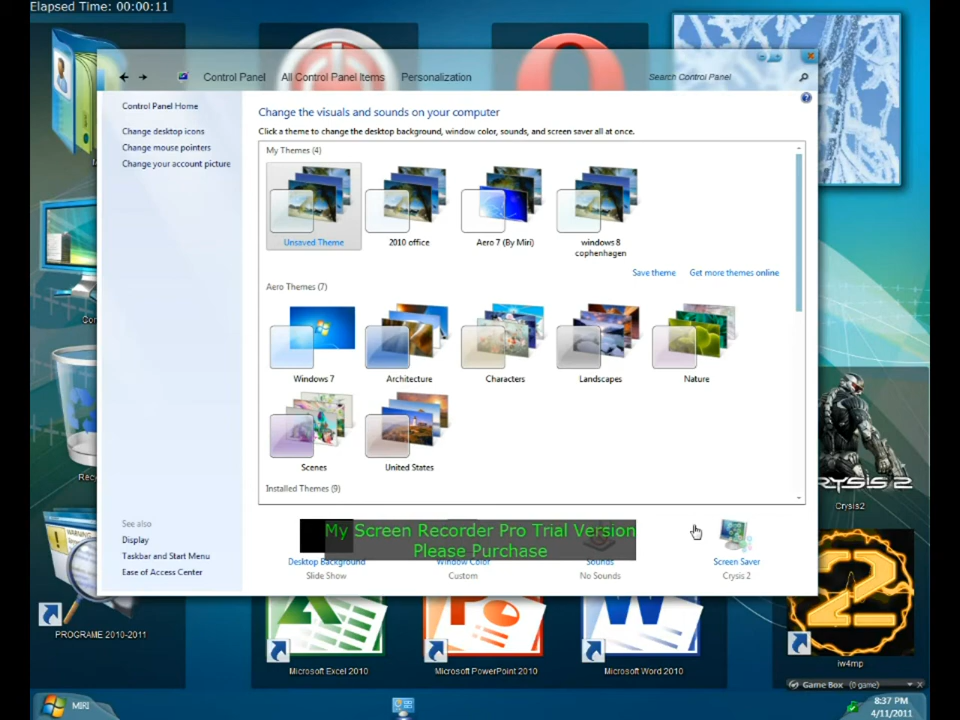 Elapsed Time: 00:00:11
Control Panel
All Control Panel Items
Personalization
Search Control Panel
Control Panel Home
Change desktop icons
Change mouse pointers
Change your account picture
Change the visuals and sounds on your computer
Click a theme to change the desktop background, window color, sounds, and screen saver all at once.
My Themes (4)
Unsaved Theme
2010 office
Aero 7 (By Miri)
windows 8
cophenhagen
Save theme
Get more themes online
Aero Themes (7)
Windows 7
Architecture
Characters
Landscapes
Nature
Scenes
United States
Installed Themes (9)
See also
Display
Taskbar and Start Menu
Ease of Access Center
My Screen Recorder Pro Trial Version
Please Purchase
Desktop Background
Slide Show
Window Color
Custom
Sounds
No Sounds
Screen Saver
Crysis 2
CRYSIS 2
Crysis2
PROGRAME 2010-2011
Microsoft Excel 2010
Microsoft PowerPoint 2010
Microsoft Word 2010
2
iw4mp
Game Box (0 game)
MIRI
8:37 PM
4/11/2011